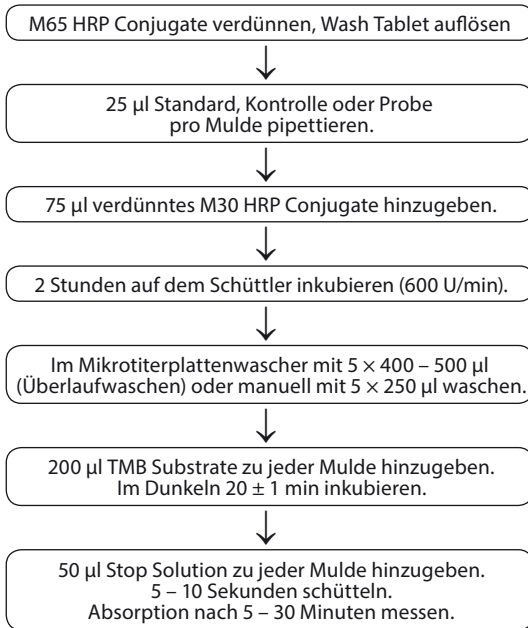 M65 HRP Conjugate verdünnen, Wash Tablet auflösen
25 µl Standard, Kontrolle oder Probe
pro Mulde pipettieren.
75 µl verdünntes M30 HRP Conjugate hinzugeben.
2 Stunden auf dem Schüttler inkubieren (600 U/min).
Im Mikrotiterplattenwascher mit 5 × 400 – 500 µl
(Überlaufwaschen) oder manuell mit 5 × 250 µl waschen.
200 µl TMB Substrate zu jeder Mulde hinzugeben.
Im Dunkeln 20 ± 1 min inkubieren.
50 µl Stop Solution zu jeder Mulde hinzugeben.
5 – 10 Sekunden schütteln.
Absorption nach 5 – 30 Minuten messen.